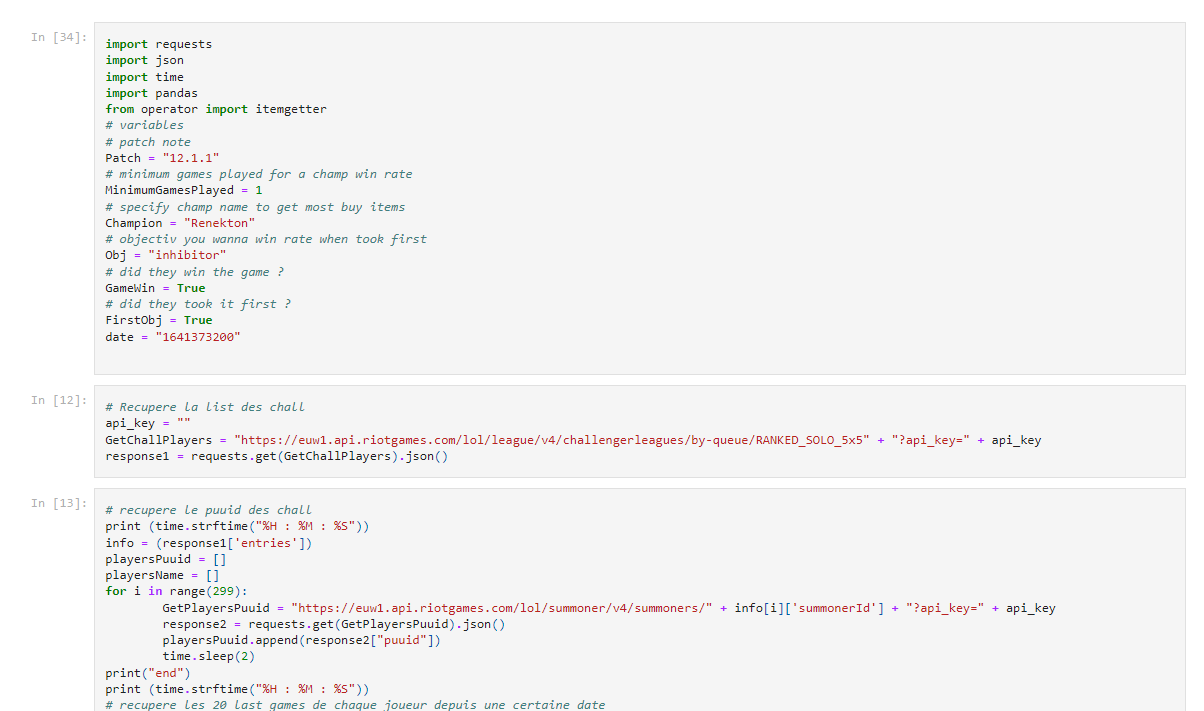 In [34]:
import requests
import json
import time
import pandas
from operator import itemgetter
# variables
# patch note
Patch = "12.1.1"
# minimum games played for a champ win rate
MinimumGamesPlayed = 1
# specify champ name to get most buy items
Champion = "Renekton"
# objectiv you wanna win rate when took first
Obj = "inhibitor"
# did they win the game ?
GameWin = True
# did they took it first ?
FirstObj = True
date = "1641373200"
In [12]:
# Recupere la list des chall
api_key = ""
GetChallPlayers = "https://euw1.api.riotgames.com/lol/league/v4/challengerleagues/by-queue/RANKED_SOLO_5x5" + "?api_key=" + api_key
response1 = requests.get(GetChallPlayers).json()
In [13]:
# recupere le puuid des chall
print (time.strftime("%H : %M : %S"))
info = (response1['entries'])
playersPuuid = []
playersName = []
for i in range(299):
        GetPlayersPuuid = "https://euw1.api.riotgames.com/lol/summoner/v4/summoners/" + info[i]['summonerId'] + "?api_key=" + api_key
        response2 = requests.get(GetPlayersPuuid).json()
        playersPuuid.append(response2["puuid"])
        time.sleep(2)
print("end")
print (time.strftime("%H : %M : %S"))
# recupere les 20 last games de chaque joueur depuis une certaine date